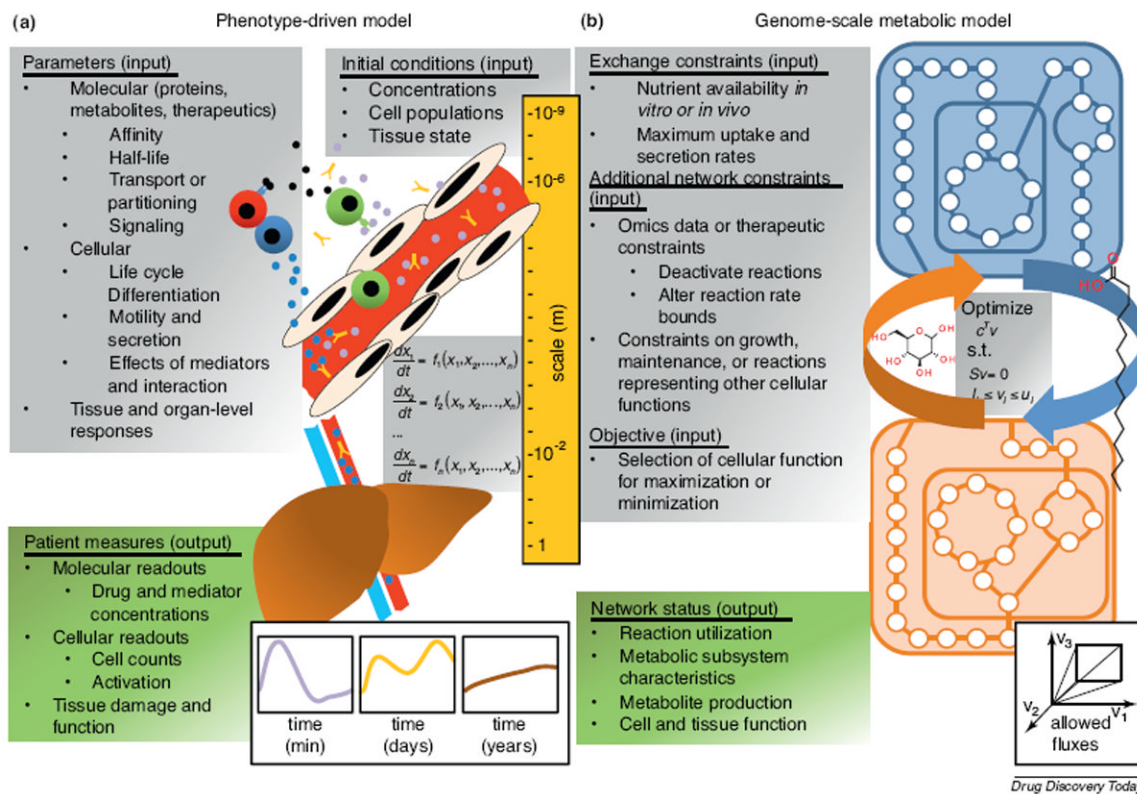 (a) Phenotype-driven model
Parameters (input)
• Molecular (proteins,
metabolites, therapeutics)
• Affinity
• Half-life
• Transport or
partitioning
• Signaling
• Cellular
• Life cycle
Differentiation
• Motility and
secretion
• Effects of mediators
and interaction
• Tissue and organ-level
responses
Initial conditions (input)
• Concentrations
• Cell populations
• Tissue state
dx₁/dt = f₁(x₁,x₂,...,xₙ)
dx₂/dt = f₂(x₁,x₂,...,xₙ)
...
dxₙ/dt = fₙ(x₁,x₂,...,xₙ)
10⁻⁹
10⁻⁶
scale (m)
10⁻²
1
Patient measures (output)
• Molecular readouts
• Drug and mediator
concentrations
• Cellular readouts
• Cell counts
• Activation
• Tissue damage and
function
time
(min)
time
(days)
time
(years)
(b) Genome-scale metabolic model
Exchange constraints (input)
• Nutrient availability in
vitro or in vivo
• Maximum uptake and
secretion rates
Additional network constraints
(input)
• Omics data or therapeutic
constraints
• Deactivate reactions
• Alter reaction rate
bounds
• Constraints on growth,
maintenance, or reactions
representing other cellular
functions
Objective (input)
• Selection of cellular function
for maximization or
minimization
O
HO
HO
O
OH
HO
OH
OH
Optimize
cᵀv
s.t.
Sv= 0
≤ vⱼ ≤ uⱼ
Network status (output)
• Reaction utilization
• Metabolic subsystem
characteristics
• Metabolite production
• Cell and tissue function
V₃
V₂
V₁
allowed
fluxes
Drug Discovery Today